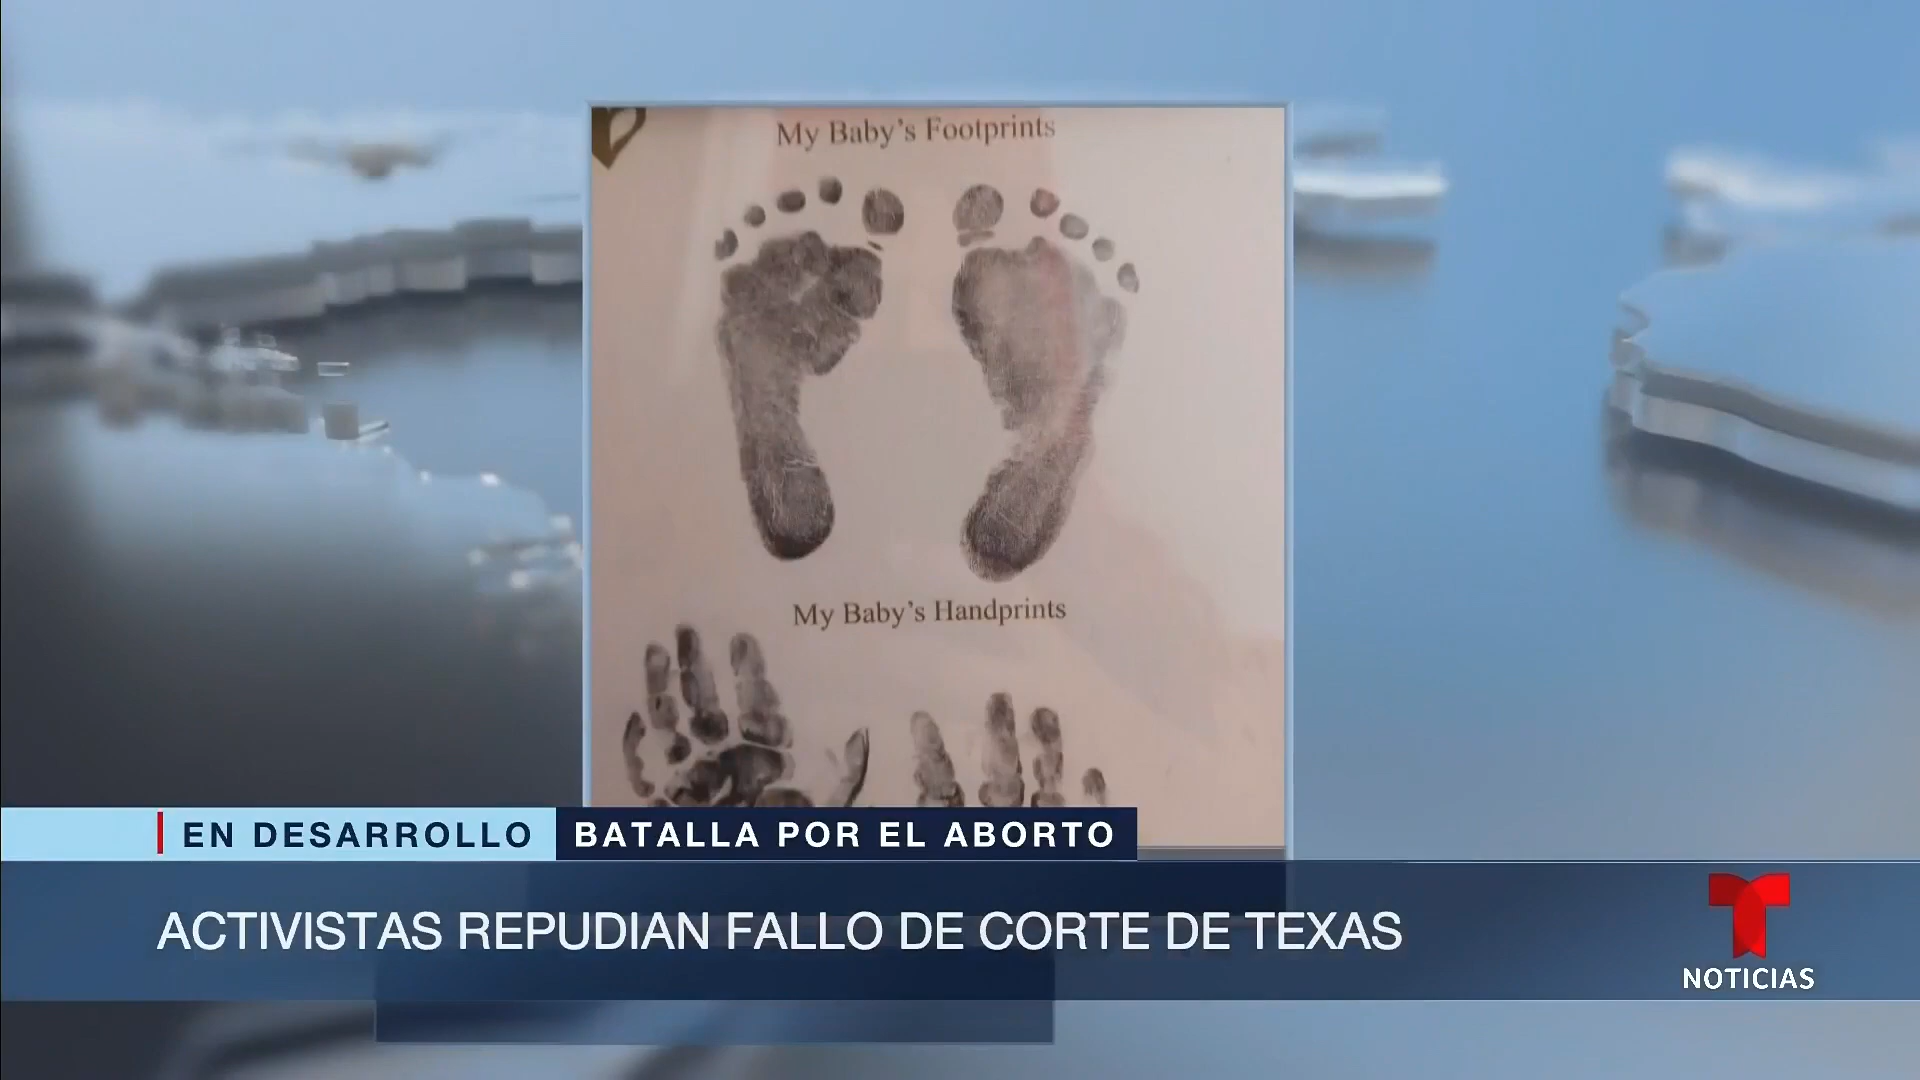 My Baby's Footprints
My Baby's Handprints
EN DESARROLLO
BATALLA POR EL ABORTO
ACTIVISTAS REPUDIAN FALLO DE CORTE DE TEXAS
NOTICIAS